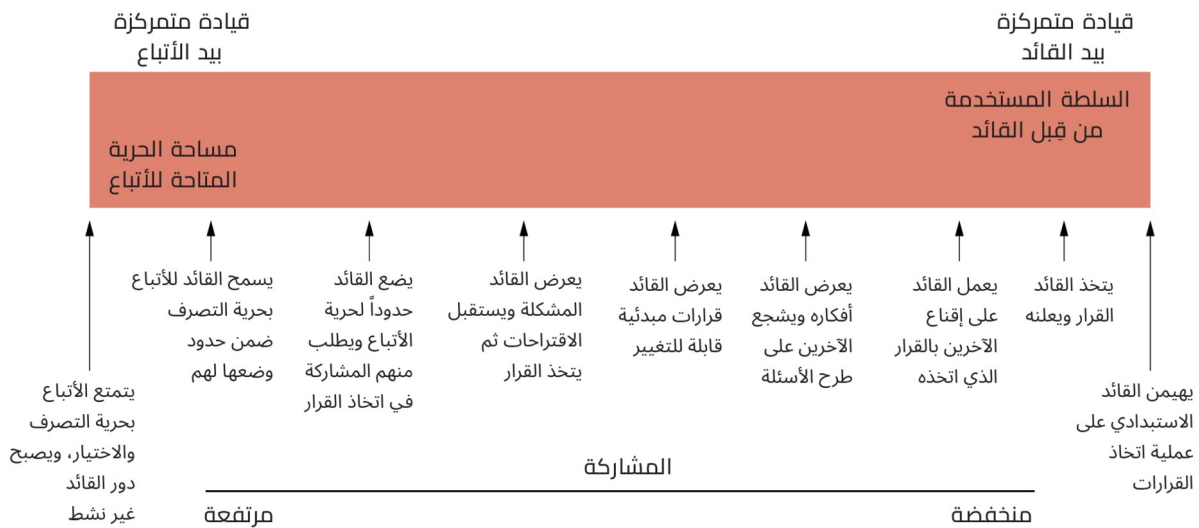 قيادة متمركزة
بيد القائد
قيادة متمركزة
بيد الأتباع
السلطة المستخدمة
من قِبل القائد
مساحة الحرية
المتاحة للأتباع
يهيمن القائد
الاستبدادي على
عملية اتخاذ
القرارات
يتخذ القائد
القرار ويعلنه
يعمل القائد
على إقناع
الآخرين بالقرار
الذي اتخذه
يعرض القائد
أفكاره ويشجع
الآخرين على
طرح الأسئلة
يعرض القائد
قرارات مبدئية
قابلة للتغيير
يعرض القائد
المشكلة ويستقبل
الاقتراحات ثم
يتخذ القرار
يضع القائد
حدوداً لحرية
الأتباع ويطلب
منهم المشاركة
في اتخاذ القرار
يسمح القائد للأتباع
بحرية التصرف
ضمن حدود
وضعها لهم
يتمتع الأتباع
بحرية التصرف
والاختيار، ويصبح
دور القائد
غير نشط
المشاركة
منخفضة
مرتفعة